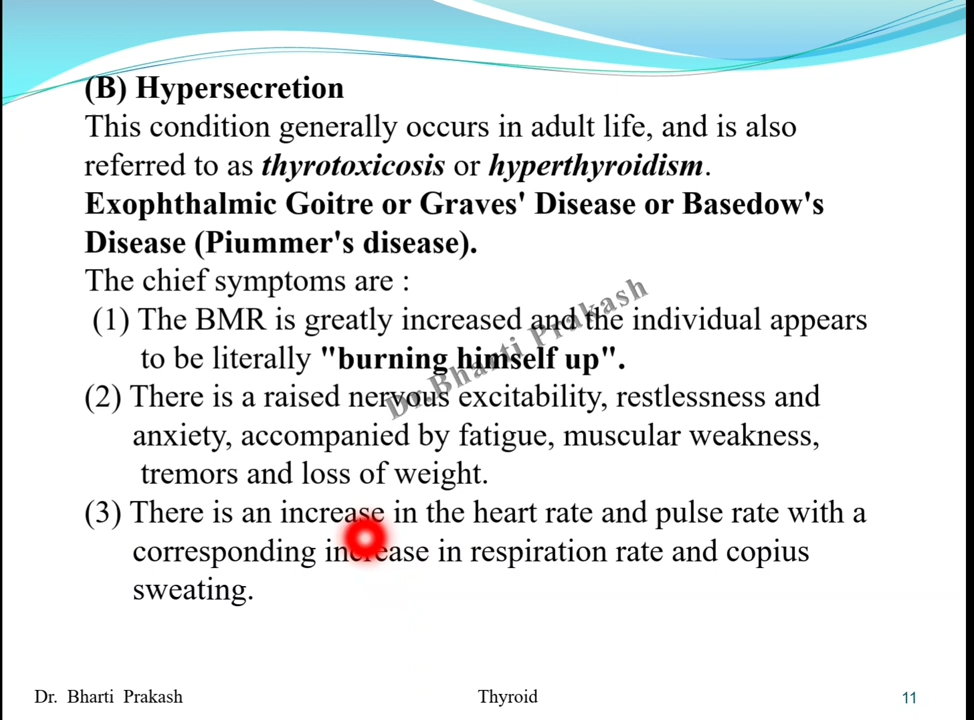 (B) Hypersecretion
This condition generally occurs in adult life, and is also
referred to as thyrotoxicosis or hyperthyroidism.
Exophthalmic Goitre or Graves' Disease or Basedow's
Disease (Piummer's disease).
The chief symptoms are :
(1) The BMR is greatly increased and the individual appears
to be literally "burning himself up".
(2) There is a raised nervous excitability, restlessness and
anxiety, accompanied by fatigue, muscular weakness,
tremors and loss of weight.
(3) There is an increase in the heart rate and pulse rate with a
corresponding increase in respiration rate and copius
sweating.
Dr.Bharti Prakash
Dr. Bharti Prakash
Thyroid
11